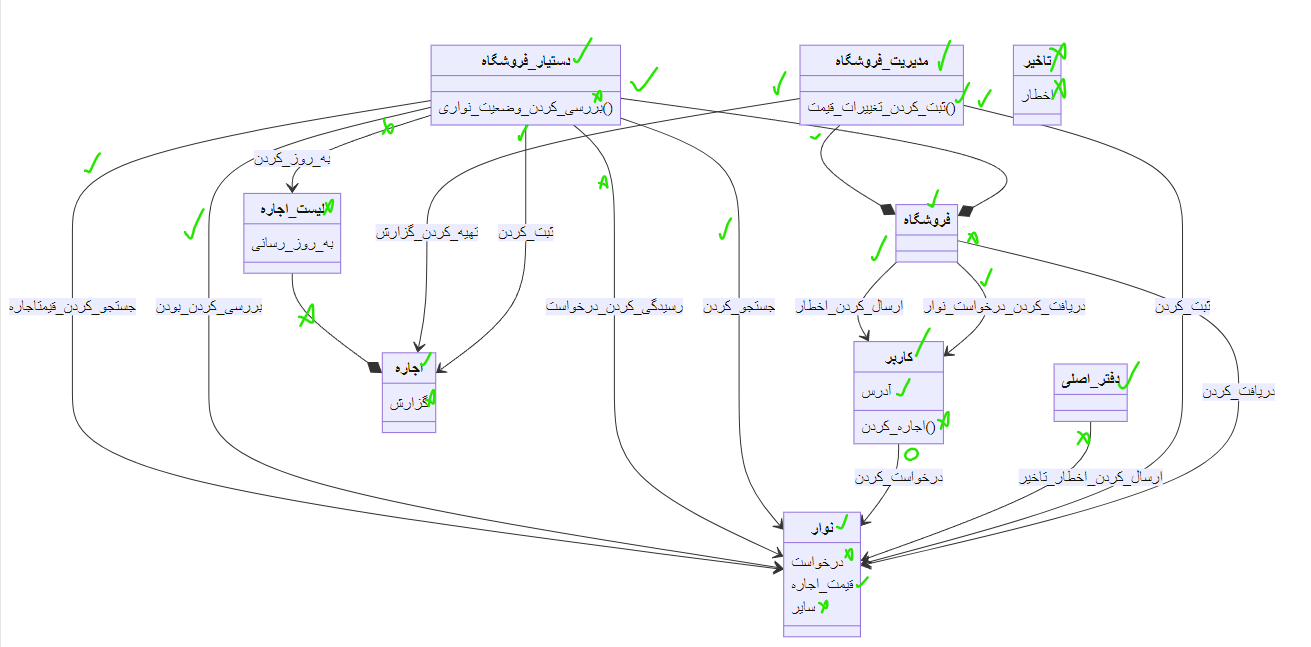 دستیار_فروشگاه
بررسی_کردن_وضعیت_نواری()
مدیریت_فروشگاه
ثبت_کردن_تغییرات_قیمت()
تاخیر
اخطار
به_روز_کردن
لیست_اجاره
به_روز_رسانی
فروشگاه
تهیه_کردن_گزارش
ثبت_کردن
جستجو_کردن_قیمتاجاره
بررسی_کردن_بودن
رسیدگی_کردن_درخواست
جستجو_کردن
ارسال_کردن_اخطار
دریافت_کردن_درخواست_نوار
ثبت_کردن
اجاره
گزارش
کاربر
آدرس
اجاره_کردن()
دفتر_اصلی
دریافت_کردن
درخواست_کردن
ارسال_کردن_اخطار_تاخیر
نوار
درخواست
قیمت_اجاره
سایر